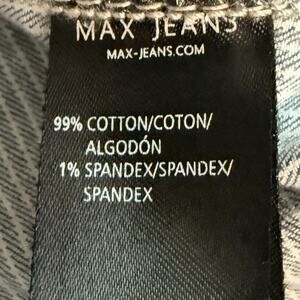 MAX JEANS
MAX-JEANS.COM
99% COTTON/COTON/
ALGODÓN
1% SPANDEX/SPANDEX/
SPANDEX